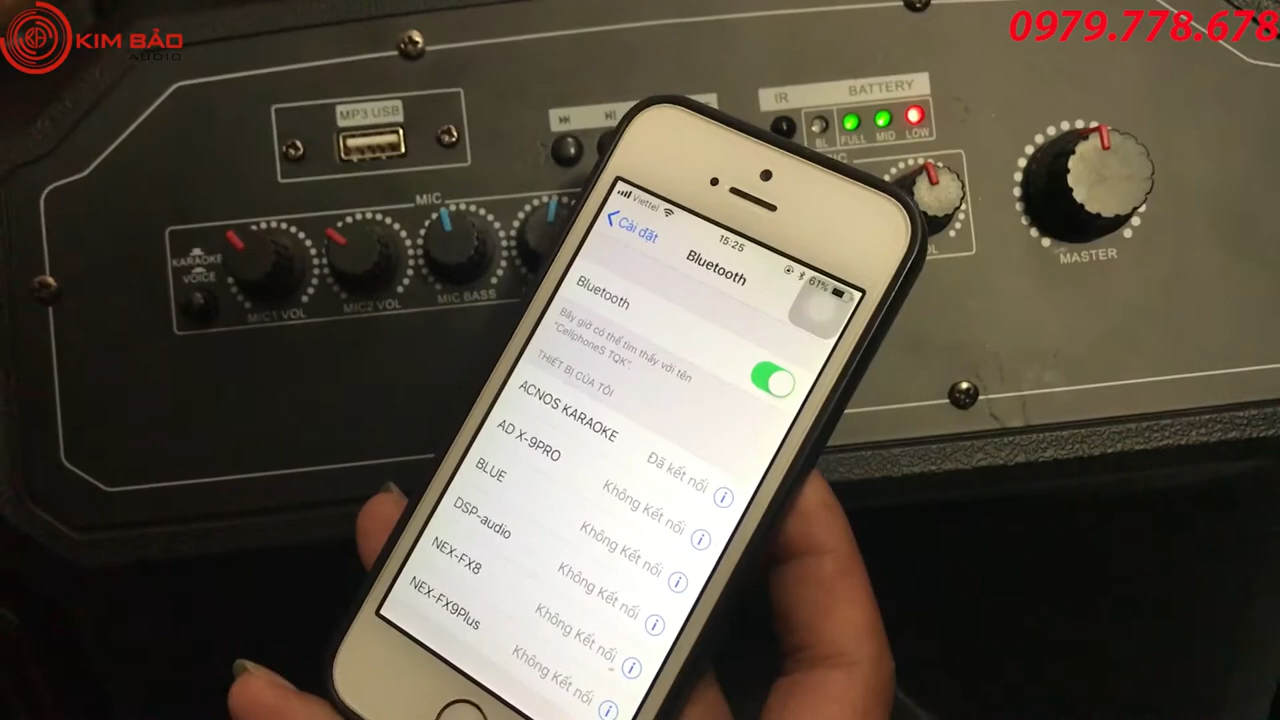 KIM BẢO
AUDIO
0979.778.678
MP3 USB
IR
BATTERY
BL
FULL
MID
LOW
MIC
KARAOKE
VOICE
MIC1 VOL
MIC2 VOL
MIC BASS
MASTER
Viettel
15:25
61%
Cài đặt
Bluetooth
Bluetooth
Bây giờ có thể tìm thấy với tên
"CellphoneS TQK".
THIẾT BỊ CỦA TÔI
ACNOS KARAOKE
Đã kết nối
AD X-9PRO
Không Kết nối
BLUE
Không Kết nối
DSP-audio
Không Kết nối
NEX-FX8
Không Kết nối
NEX-FX9Plus
Không Kết nối